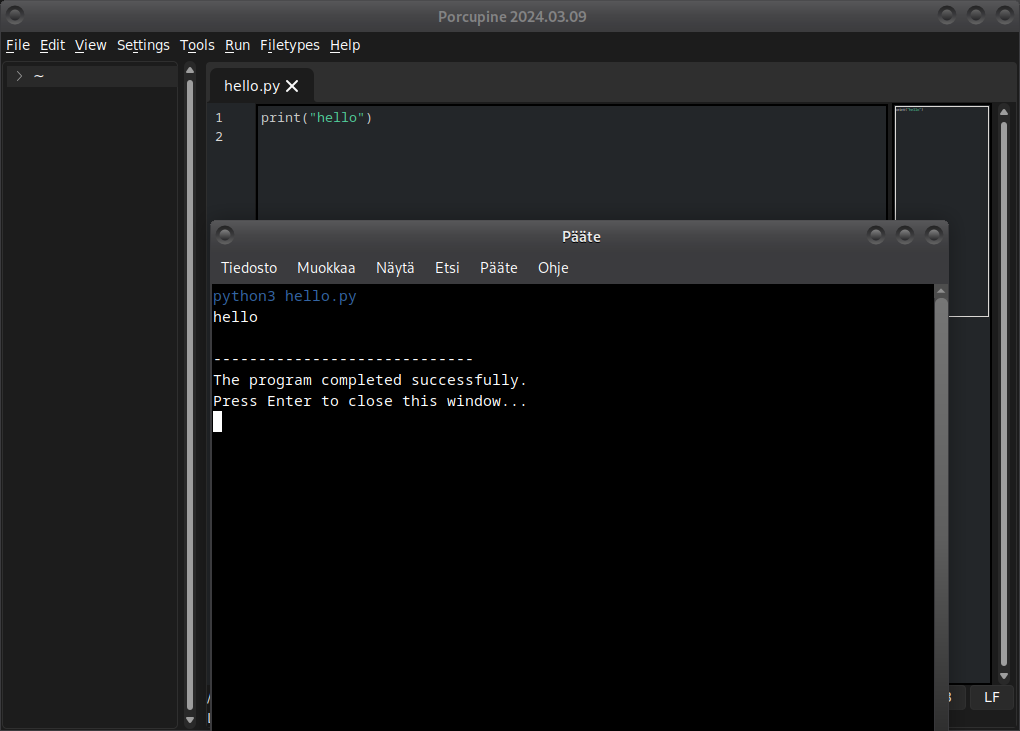 Porcupine 2024.03.09
File Edit View Settings Tools Run Filetypes Help
~
hello.py
1 print("hello")
2
Pääte
Tiedosto Muokkaa Näytä Etsi Pääte Ohje
python3 hello.py
hello
-----------------------------
The program completed successfully.
Press Enter to close this window...
LF